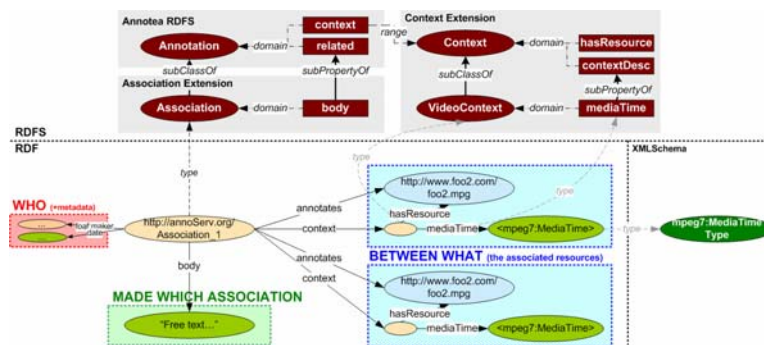 Annotea RDFS
context
Context Extension
Annotation
domain
related
range
Context
domain
hasResource
contextDesc
subClassOf
subPropertyOf
subClassOf
subPropertyOf
Association Extension
Association
domain
body
VideoContext
domain
mediaTime
RDFS
RDF
XMLSchema
type
type
type
WHO (+metadata)
...
foaf maker
date
...
http://annoServ.org/
Association_1
annotates
context
http://www.foo2.com/
foo2.mpg
hasResource
mediaTime
<mpeg7:MediaTime>
type
mpeg7:MediaTime
Type
BETWEEN WHAT (the associated resources)
body
annotates
context
http://www.foo2.com/
foo2.mpg
hasResource
mediaTime
<mpeg7:MediaTime>
MADE WHICH ASSOCIATION
"Free text..."